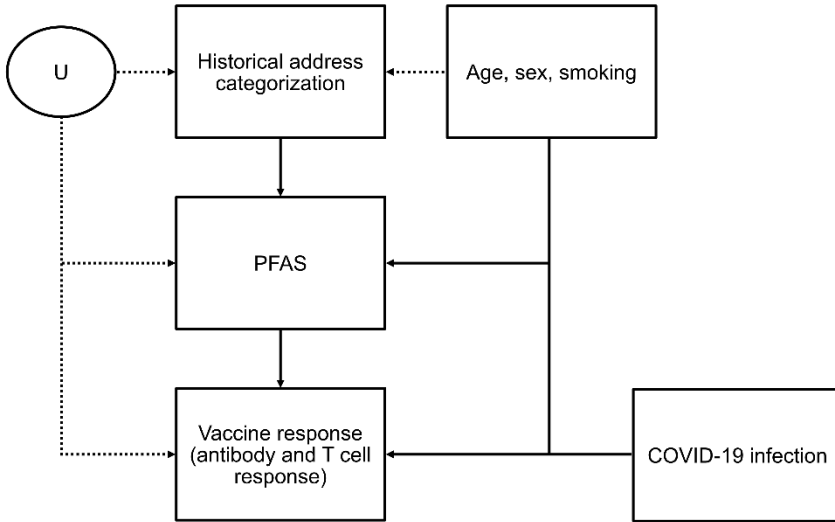 U
Historical address
categorization
Age, sex, smoking
PFAS
Vaccine response
(antibody and T cell
response)
COVID-19 infection